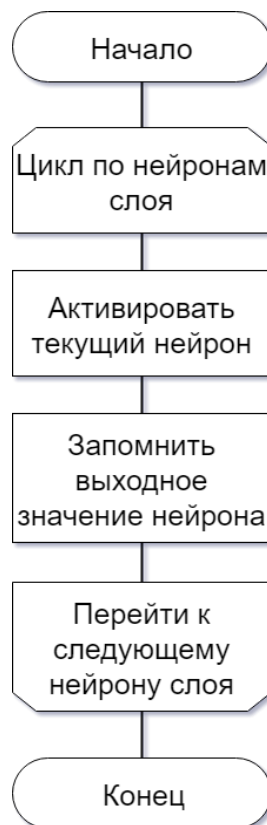 Начало
Цикл по нейронам
слоя
Активировать
текущий нейрон
Запомнить
выходное
значение нейрона
Перейти к
следующему
нейрону слоя
Конец